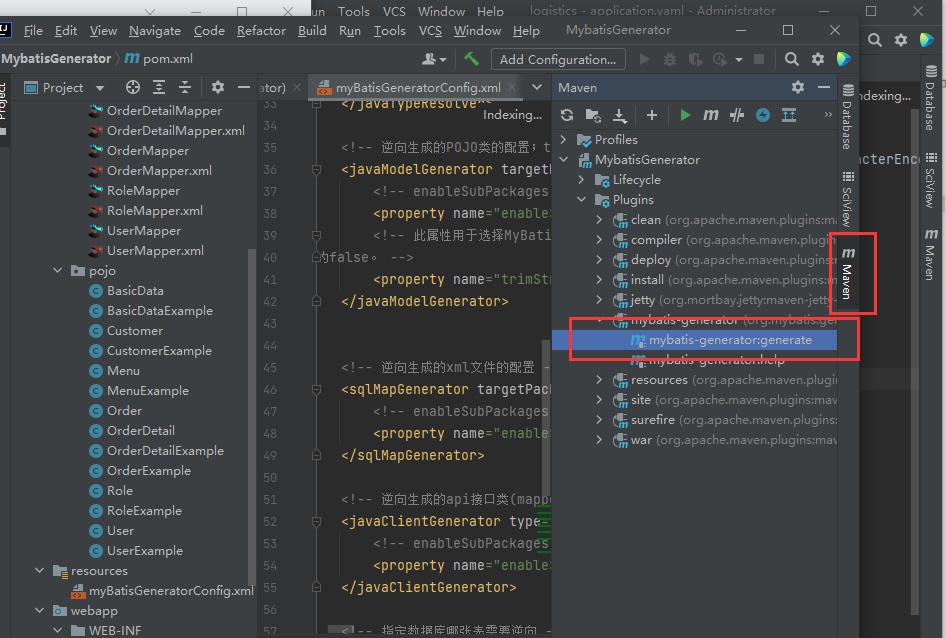 un Tools VCS Window Help logistics - application.yaml - Administrator
File Edit View Navigate Code Refactor Build Run Tools VCS Window Help MybatisGenerator
MybatisGenerator pom.xml
Add Configuration...
Project
Project
ator)
myBatisGeneratorConfig.xml
Maven
Indexing...
ndexing...
OrderDetailMapper
OrderDetailMapper.xml
OrderMapper
OrderMapper.xml
RoleMapper
RoleMapper.xml
UserMapper
UserMapper.xml
pojo
BasicData
BasicDataExample
Customer
CustomerExample
Menu
MenuExample
Order
OrderDetail
OrderDetailExample
OrderExample
Role
RoleExample
User
UserExample
resources
myBatisGeneratorConfig.xml
webapp
WEB-INF
33 </javaTypeResolve
34
35 <!-- 逆向生成的POJO类的配置；t
36 <javaModelGenerator target
37 <!-- enableSubPackages
38 <property name="enable
39 <!-- 此属性用于选择MyBati
40 的false。 -->
41 <property name="trimStr
42 </javaModelGenerator>
43
44
45 <!-- 逆向生成的xml文件的配置 -
46 <sqlMapGenerator targetPac
47 <!-- enableSubPackages
48 <property name="enable
49 </sqlMapGenerator>
50
51 <!-- 逆向生成的api接口类(mappe
52 <javaClientGenerator type=
53 <!-- enableSubPackages
54 <property name="enable
55 </javaClientGenerator>
56
57 <!-- 指定数据库哪张表需要逆向 -
Profiles
MybatisGenerator
Lifecycle
Plugins
clean (org.apache.maven.plugins:ma
compiler (org.apache.maven.plugin
deploy (org.apache.maven.plugins:
install (org.apache.maven.plugins:m
jetty (org.mortbay.jetty:maven-jetty-
mybatis-generator (org.mybatis.ger
mybatis-generator:generate
mybatis-generator:help
resources (org.apache.maven.plugi
site (org.apache.maven.plugins:mav
surefire (org.apache.maven.plugins:
war (org.apache.maven.plugins:mav
Database
SciView
Maven
acterEnc
Database
SciView
Maven